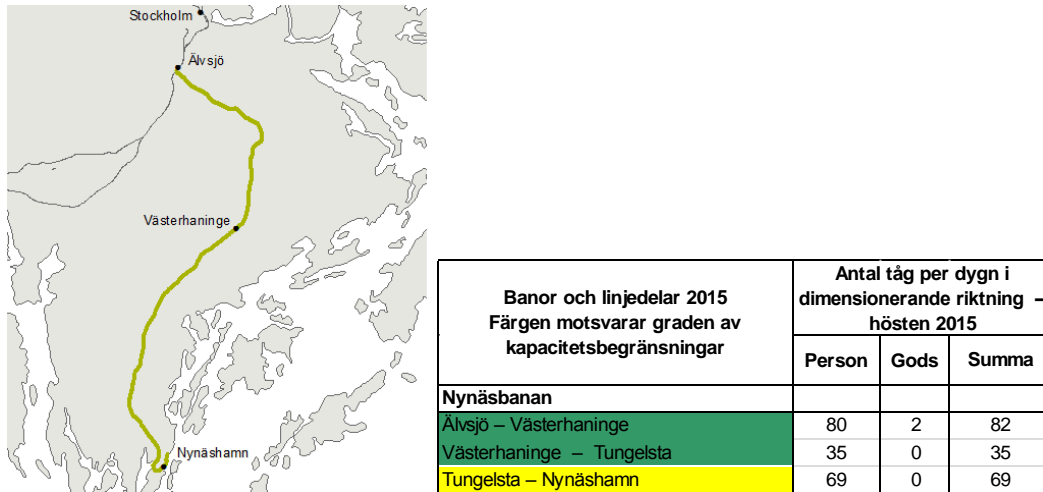 Stockholm
Älvsjö
Västerhaninge
Nynäshamn
Banor och linjedelar 2015
Färgen motsvarar graden av
kapacitetsbegränsningar
Antal tåg per dygn i
dimensionerande riktning –
hösten 2015
Person Gods Summa
Nynäsbanan
Älvsjö – Västerhaninge 80 2 82
Västerhaninge – Tungelsta 35 0 35
Tungelsta – Nynäshamn 69 0 69